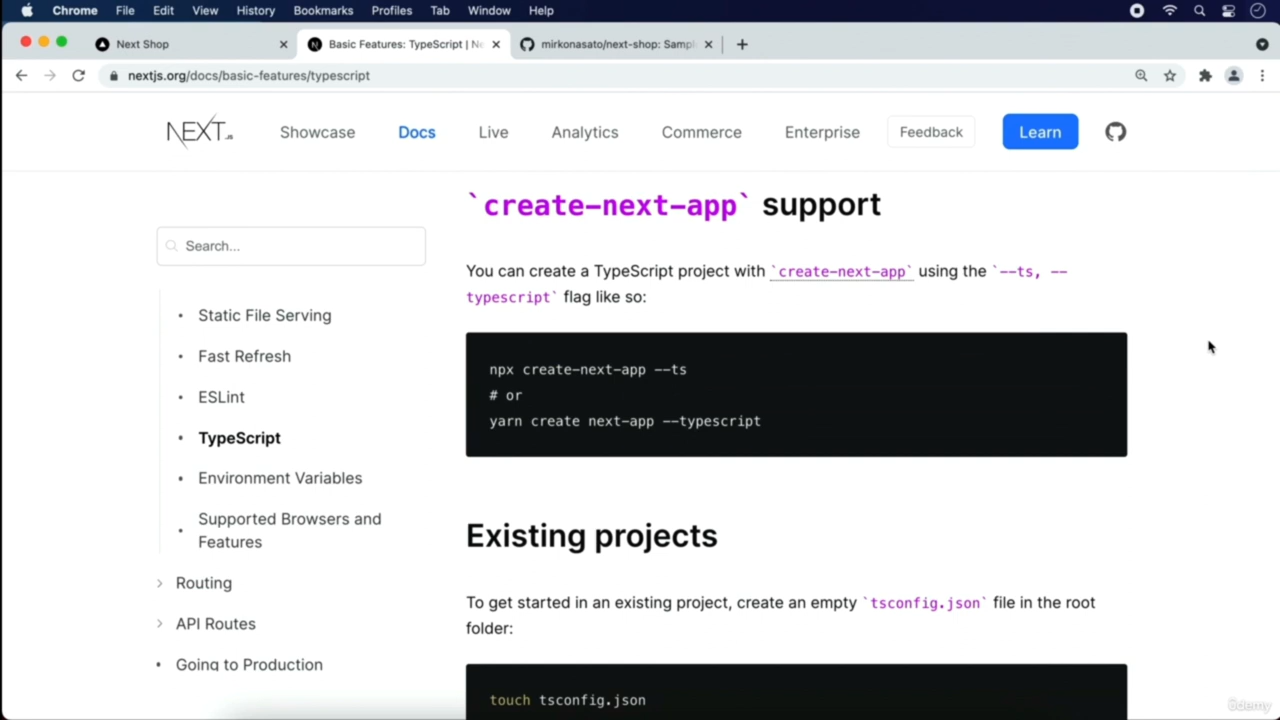 Chrome File Edit View History Bookmarks Profiles Tab Window Help
Next Shop
Basic Features: TypeScript | Ne
mirkonasato/next-shop: Sampl
nextjs.org/docs/basic-features/typescript
NEXT.JS Showcase Docs Live Analytics Commerce Enterprise Feedback Learn
Search...
Static File Serving
Fast Refresh
ESLint
TypeScript
Environment Variables
Supported Browsers and
Features
Routing
API Routes
Going to Production
`create-next-app` support
You can create a TypeScript project with `create-next-app` using the `--ts, --
typescript` flag like so:
npx create-next-app --ts
# or
yarn create next-app --typescript
Existing projects
To get started in an existing project, create an empty `tsconfig.json` file in the root
folder:
touch tsconfig.json
ûdemy